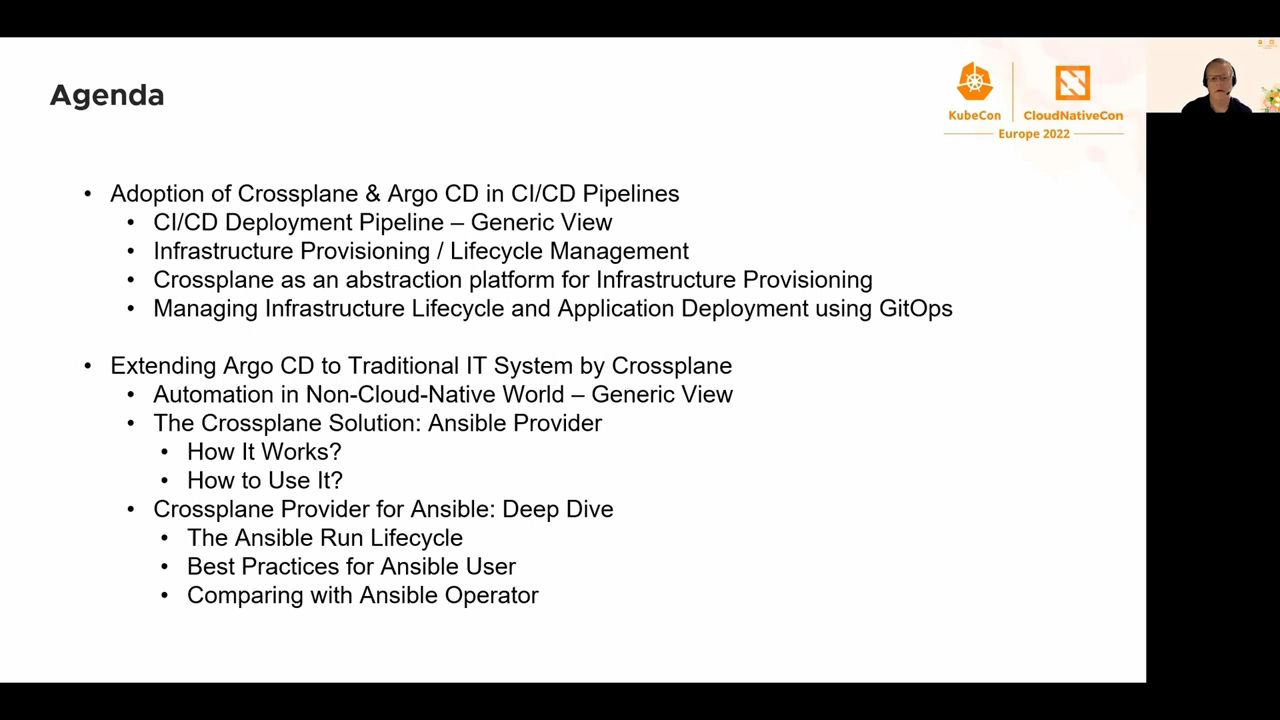 Agenda
KubeCon
CloudNativeCon
Europe 2022
• Adoption of Crossplane & Argo CD in CI/CD Pipelines
• CI/CD Deployment Pipeline – Generic View
• Infrastructure Provisioning / Lifecycle Management
• Crossplane as an abstraction platform for Infrastructure Provisioning
• Managing Infrastructure Lifecycle and Application Deployment using GitOps
• Extending Argo CD to Traditional IT System by Crossplane
• Automation in Non-Cloud-Native World – Generic View
• The Crossplane Solution: Ansible Provider
• How It Works?
• How to Use It?
• Crossplane Provider for Ansible: Deep Dive
• The Ansible Run Lifecycle
• Best Practices for Ansible User
• Comparing with Ansible Operator